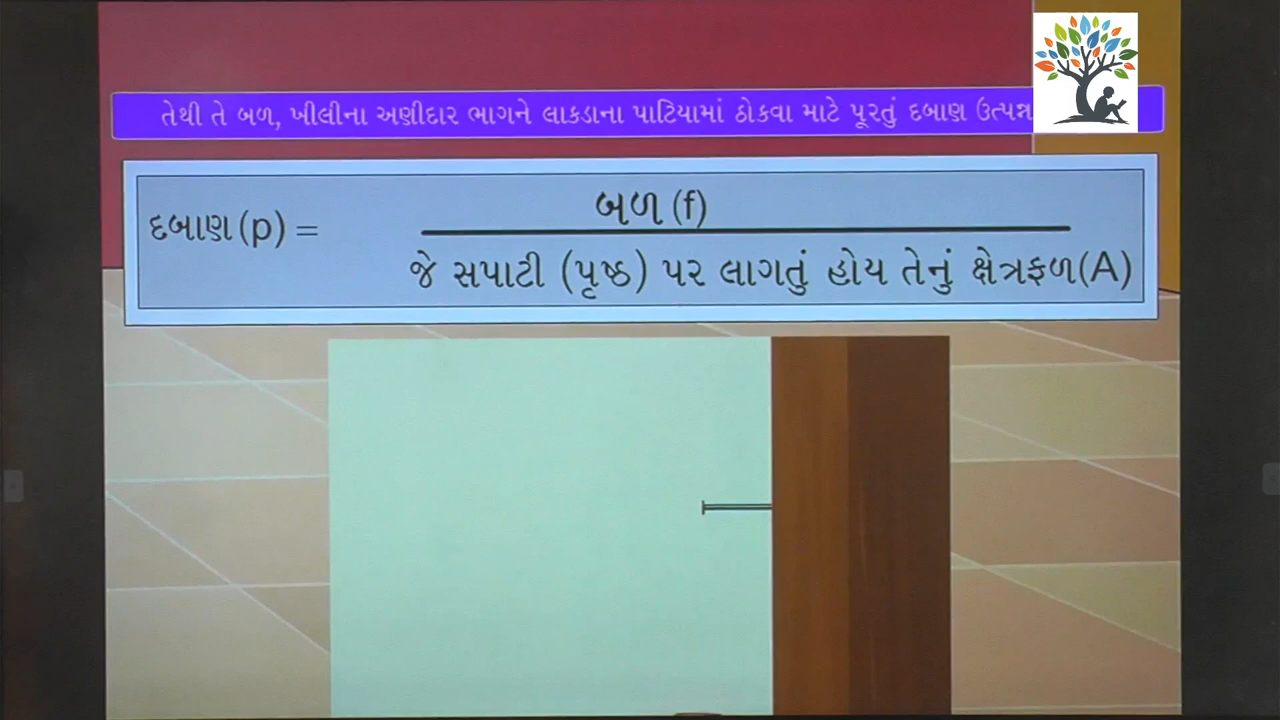 તેથી તે બળ, ખીલીના અણીદાર ભાગને લાકડાના પાટિયામાં ઠોકવા માટે પૂરતું દબાણ ઉત્પન્ન
બળ (f)
દબાણ (p) =
જે સપાટી (પૃષ્ઠ) પર લાગતું હોય તેનું ક્ષેત્રફળ(A)